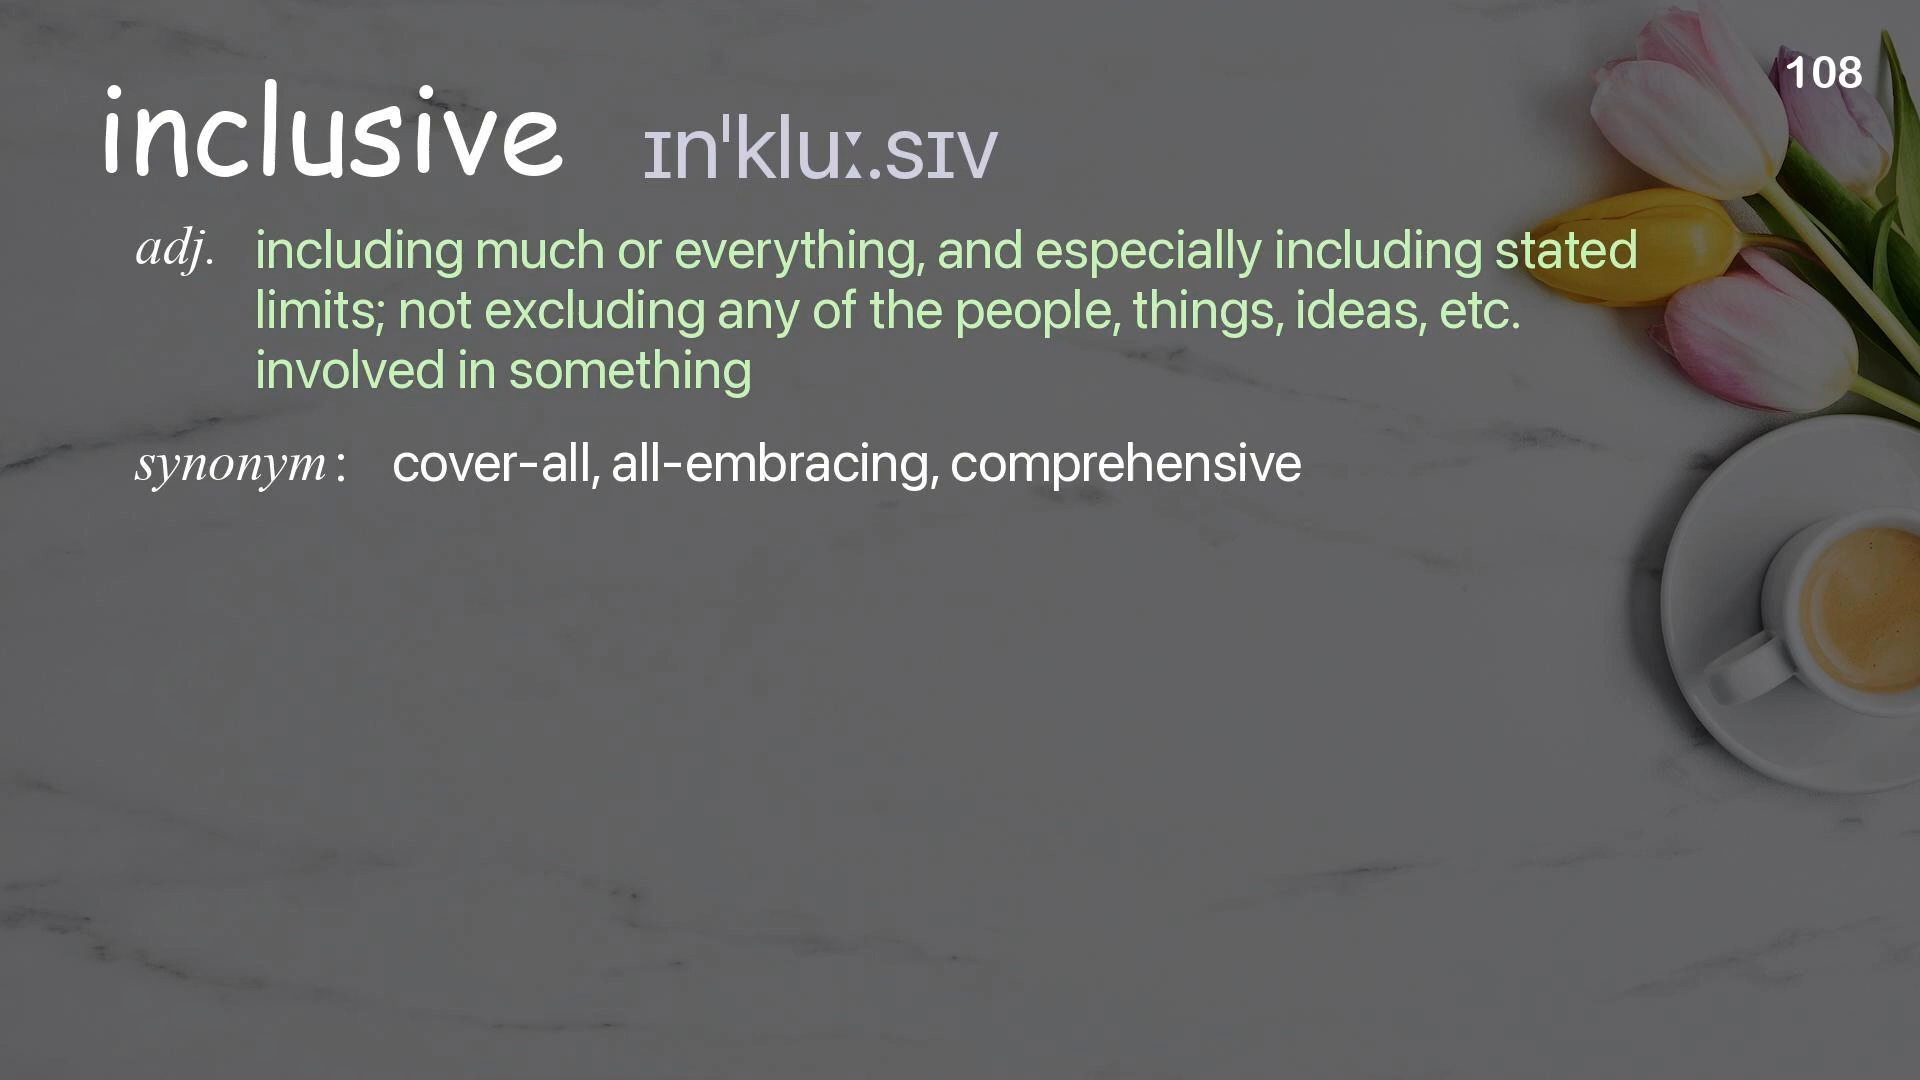 108
inclusive ɪnˈkluː.sɪv
adj. including much or everything, and especially including stated
limits; not excluding any of the people, things, ideas, etc.
involved in something
synonym : cover-all, all-embracing, comprehensive